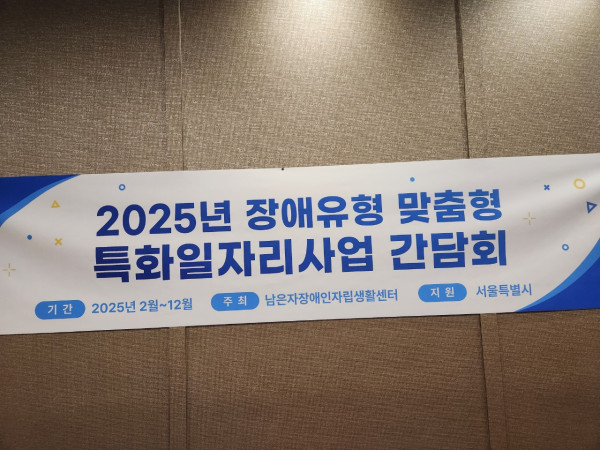 2025년 장애유형 맞춤형
특화일자리사업 간담회
기 간 2025년 2월~12월 주 최 남은자장애인자립생활센터 지 원 서울특별시